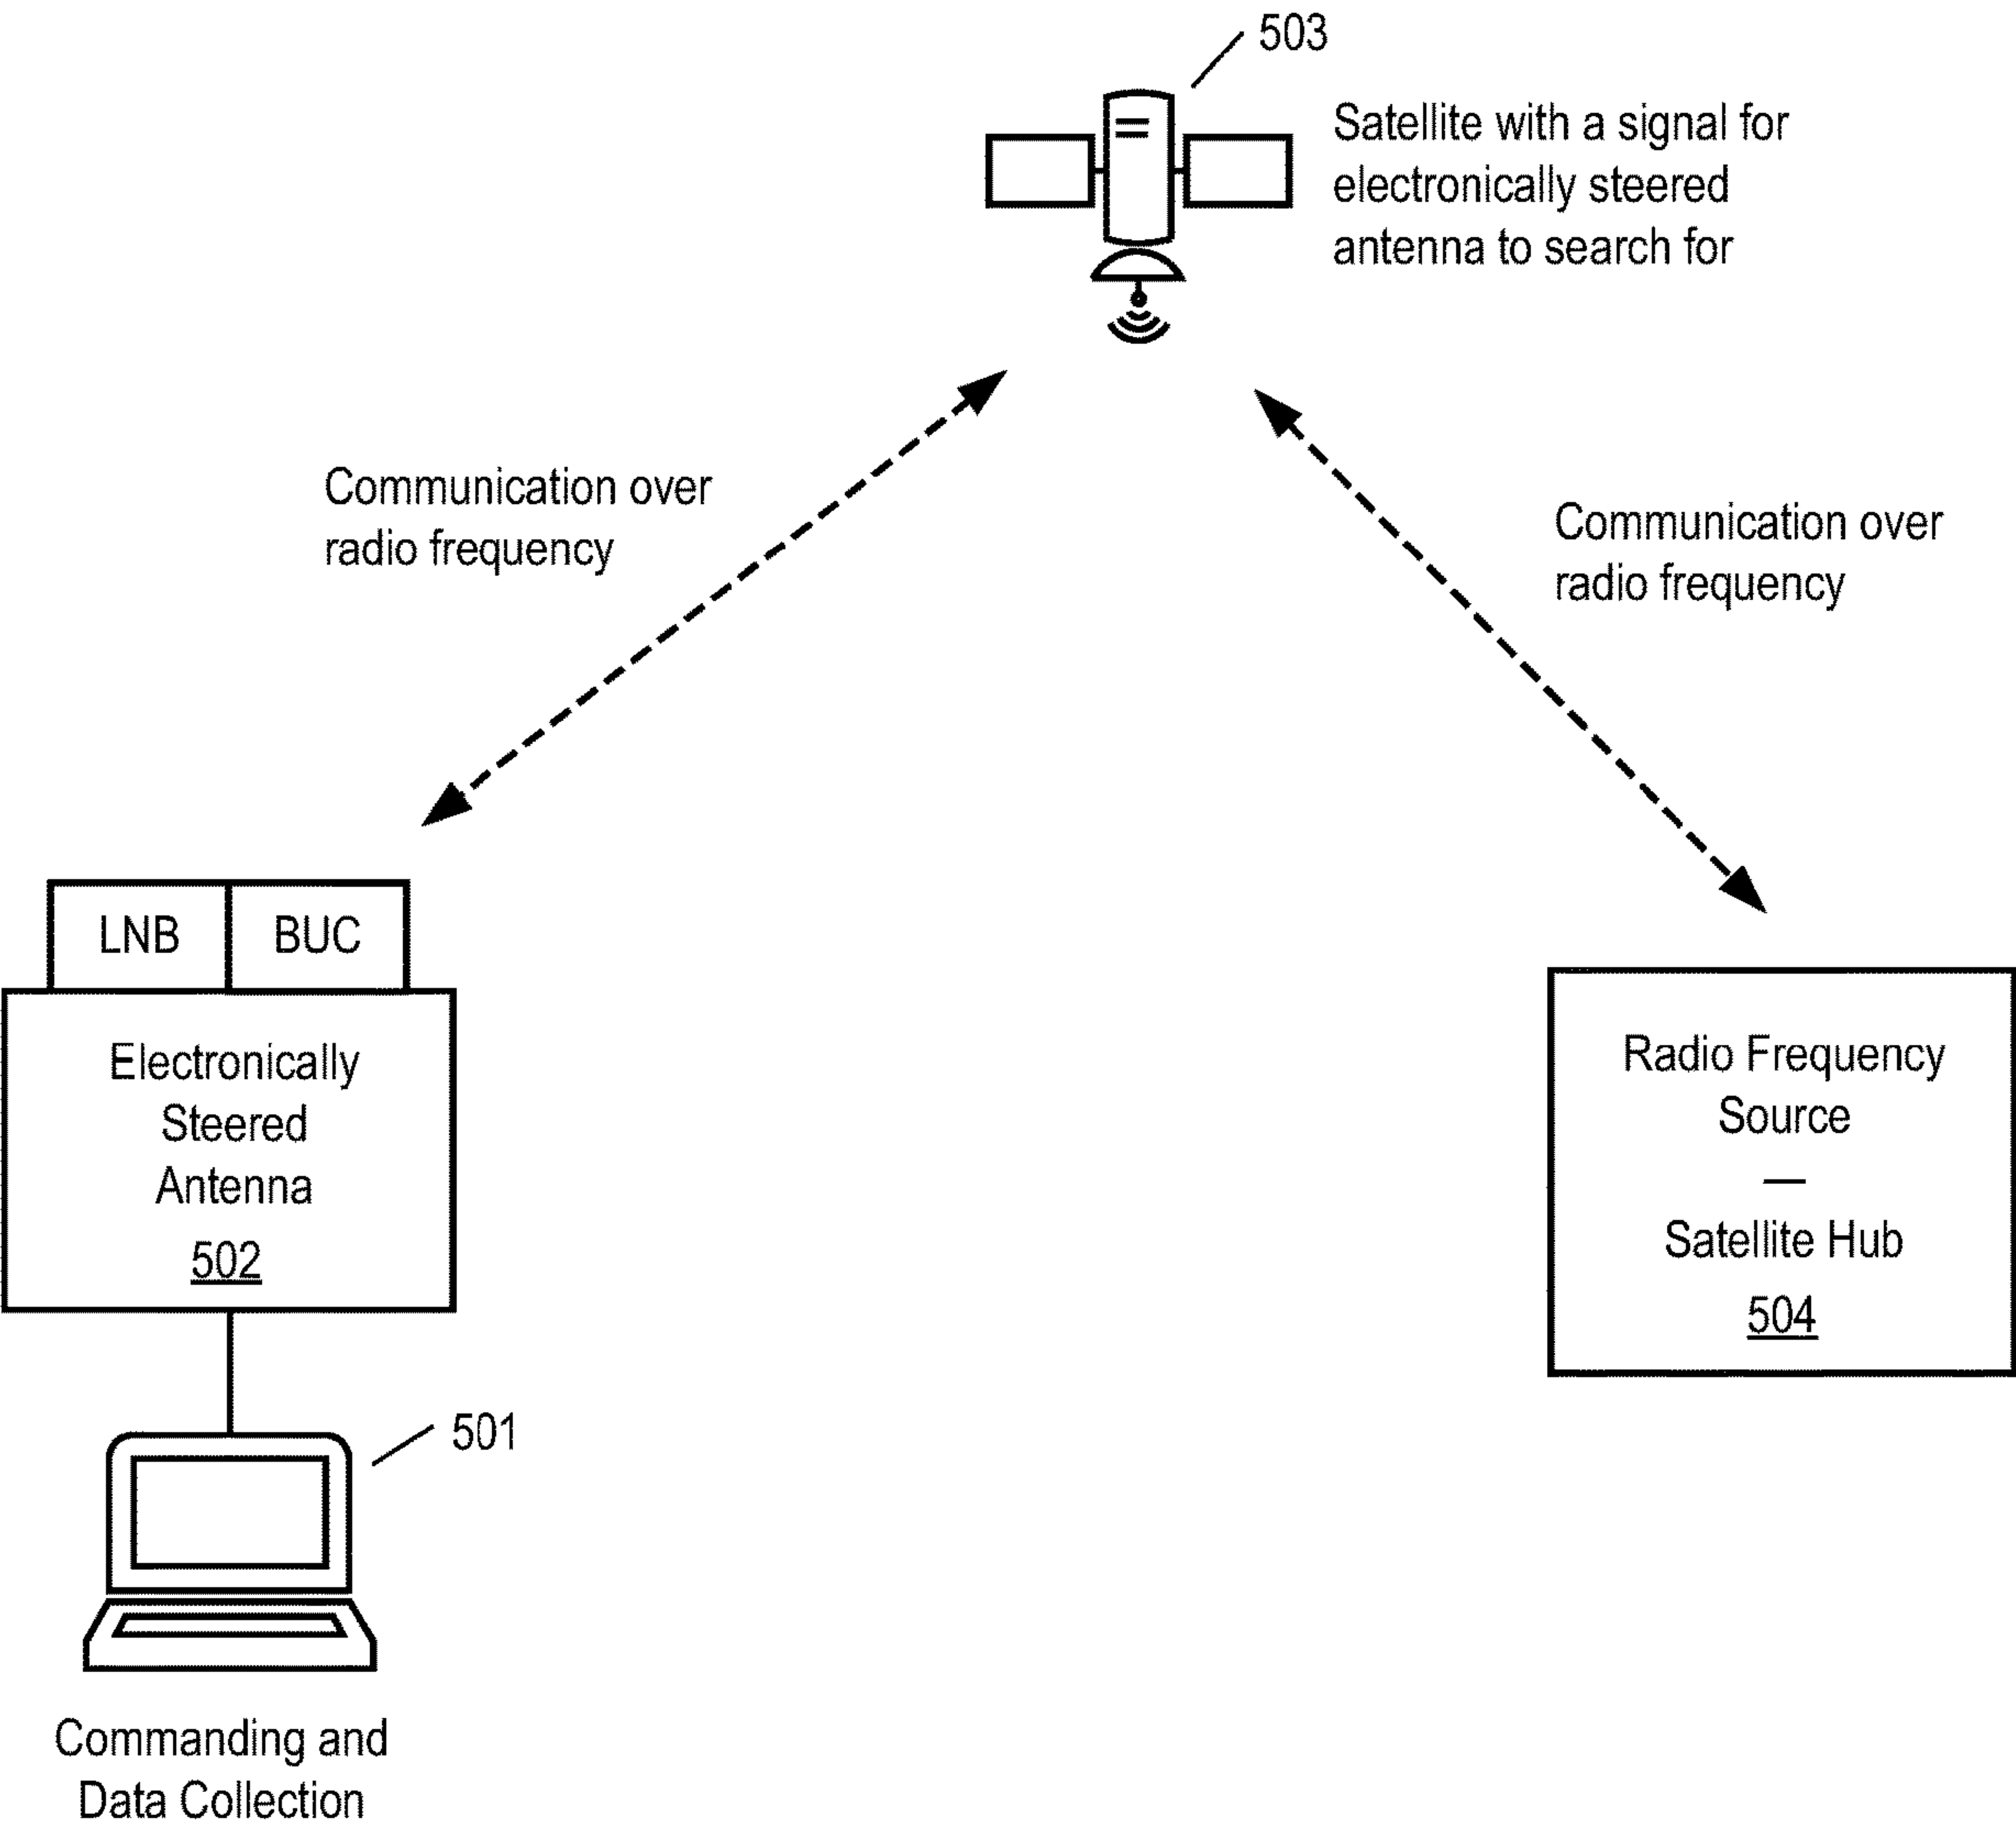 503
Satellite with a signal for
electronically steered
antenna to search for
Communication over
radio frequency
Communication over
radio frequency
LNB
BUC
Electronically
Steered
Antenna
502
Radio Frequency
Source
—
Satellite Hub
504
501
Commanding and
Data Collection